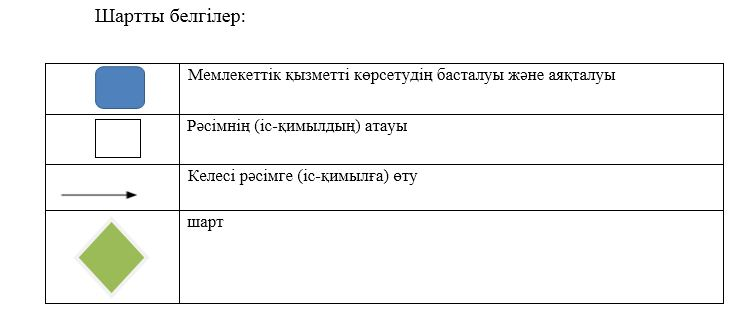 Шартты белгілер:
Мемлекеттік қызметті көрсетудің басталуы және аяқталуы
Рәсімнің (іс-қимылдың) атауы
Келесі рәсімге (іс-қимылға) өту
шарт